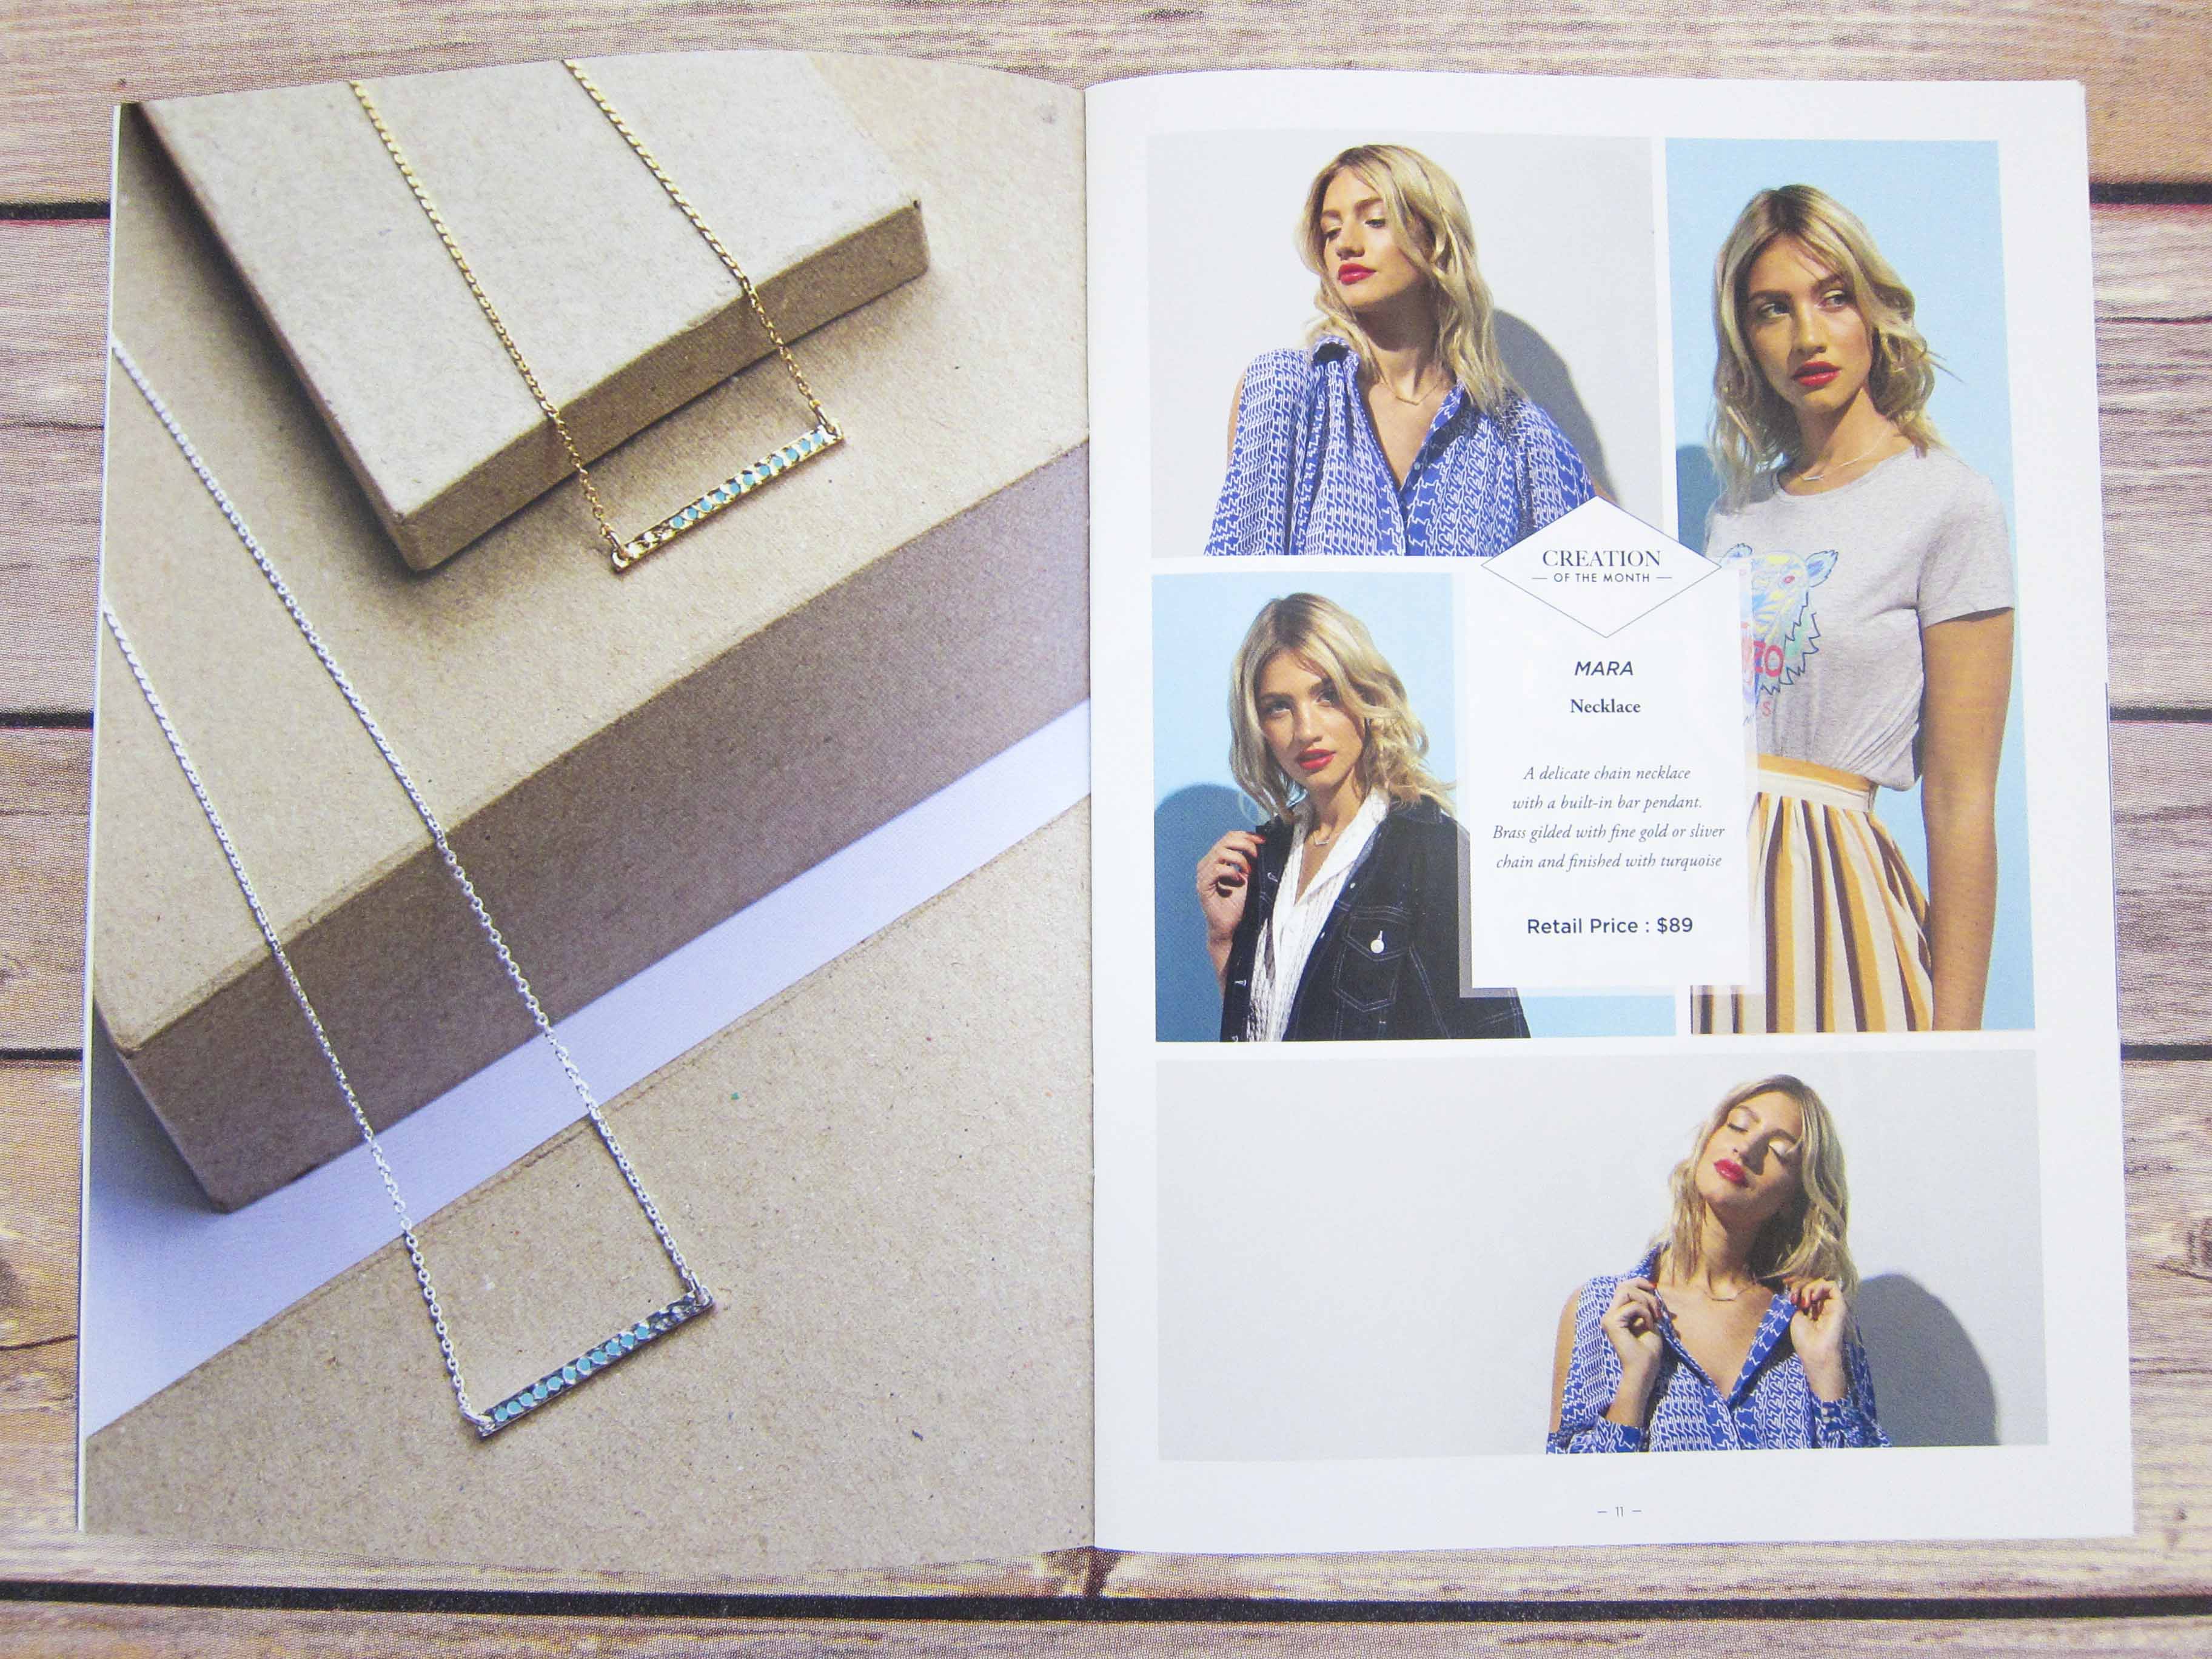 CREATION
— OF THE MONTH —
MARA
Necklace
A delicate chain necklace
with a built-in bar pendant.
Brass gilded with fine gold or sliver
chain and finished with turquoise
Retail Price : $89
ZO
S
— 11 —